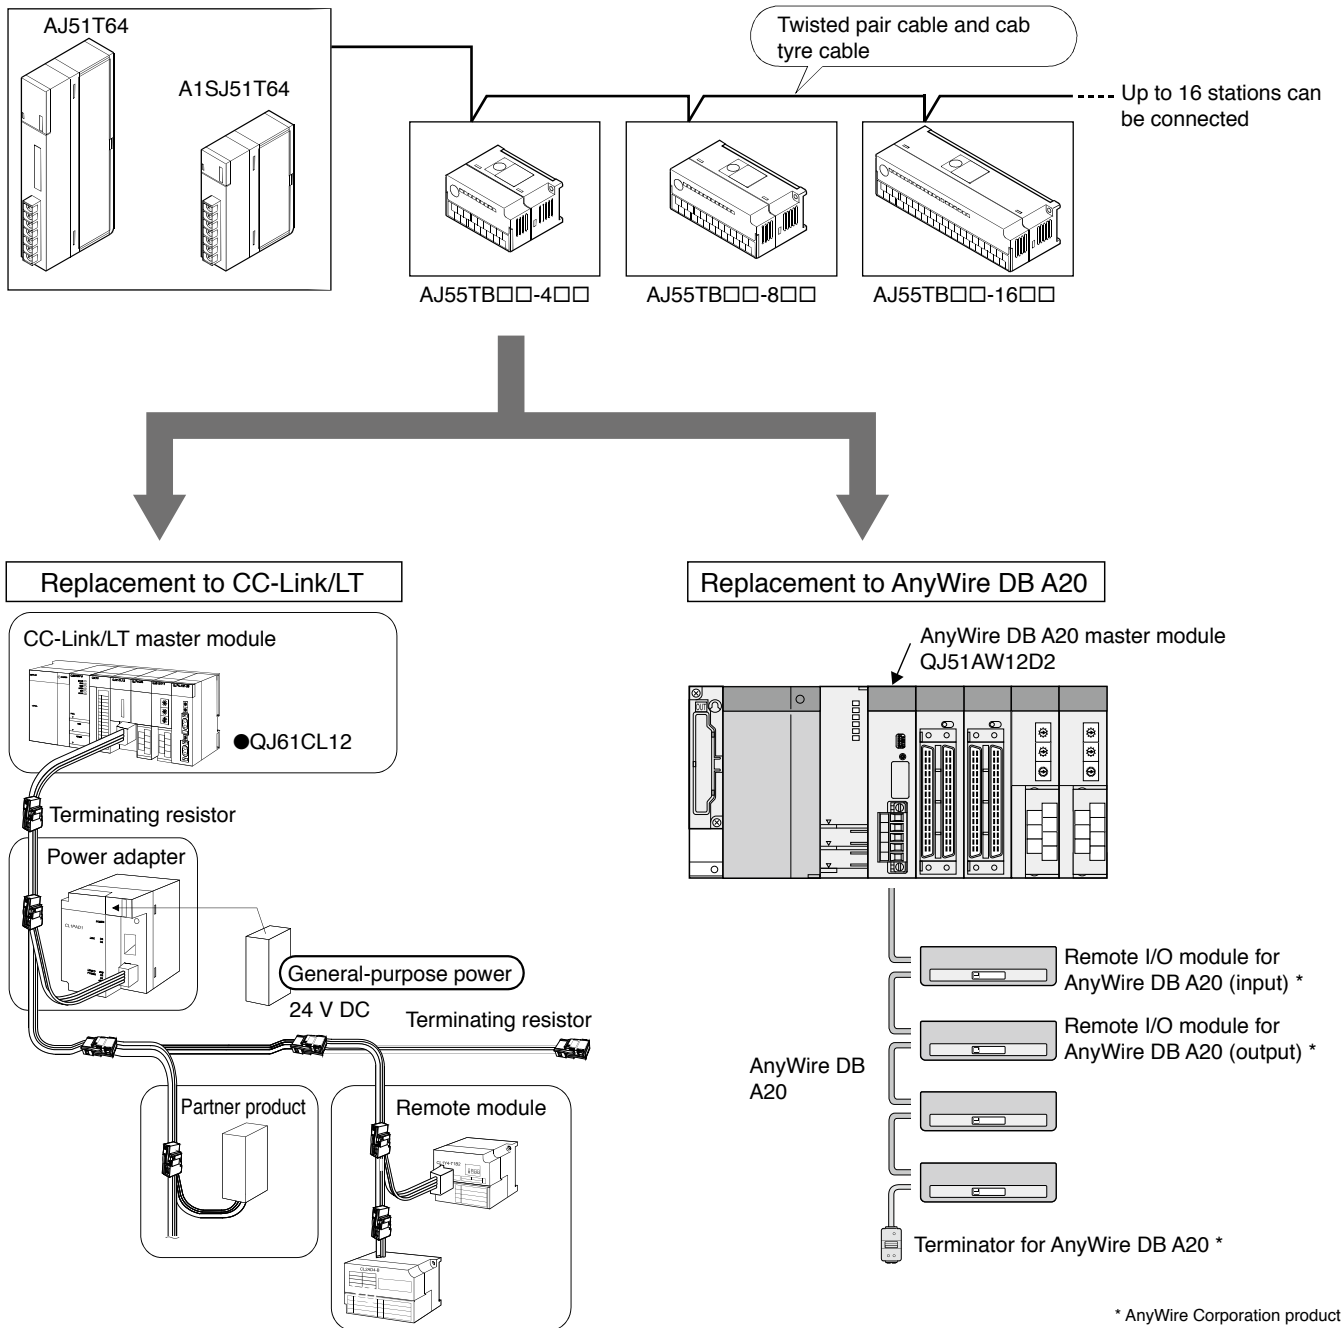 AJ51T64
A1SJ51T64
Twisted pair cable and cab
tyre cable
Up to 16 stations can
be connected
AJ55TB□□-4□□
AJ55TB□□-8□□
AJ55TB□□-16□□
Replacement to CC-Link/LT
CC-Link/LT master module
●QJ61CL12
Terminating resistor
Power adapter
CL1PAD1
General-purpose power
24 V DC
Terminating resistor
Partner product
Remote module
Replacement to AnyWire DB A20
AnyWire DB A20 master module
QJ51AW12D2
OUT
Remote I/O module for
AnyWire DB A20 (input) *
Remote I/O module for
AnyWire DB A20 (output) *
AnyWire DB
A20
Terminator for AnyWire DB A20 *
* AnyWire Corporation product